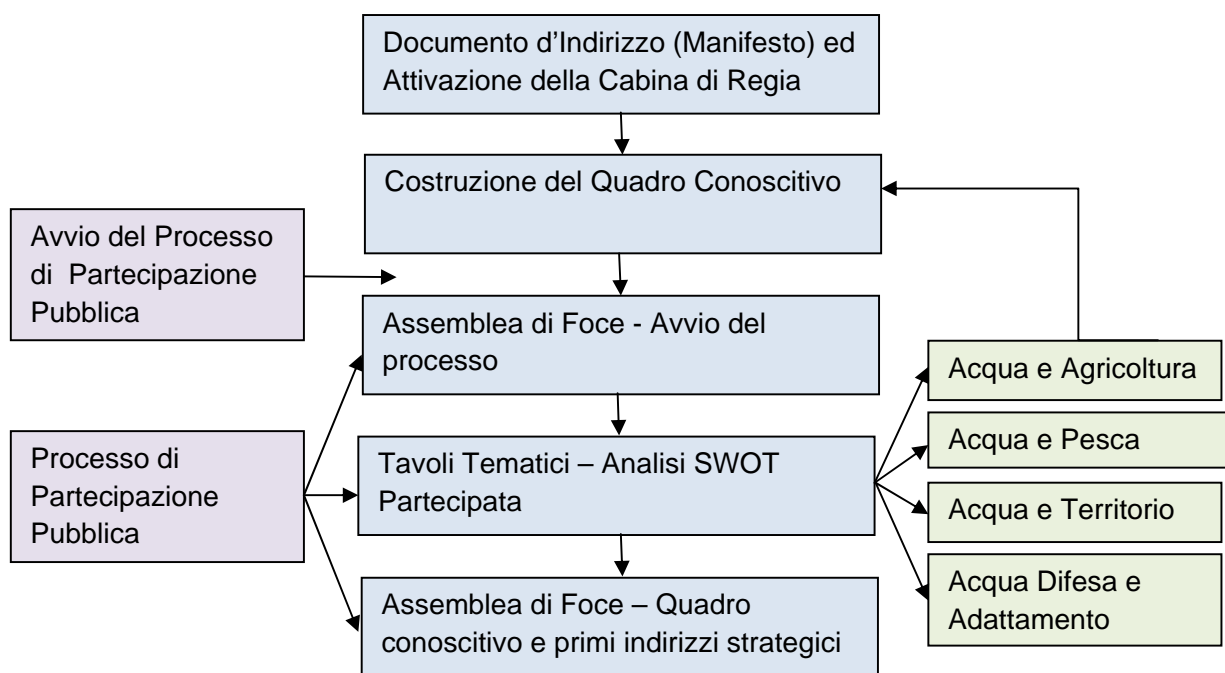 Documento d’Indirizzo (Manifesto) ed
Attivazione della Cabina di Regia
Costruzione del Quadro Conoscitivo
Avvio del Processo
di  Partecipazione
Pubblica
Assemblea di Foce - Avvio del
processo
Processo di
Partecipazione
Pubblica
Tavoli Tematici – Analisi SWOT
Partecipata
Assemblea di Foce – Quadro
conoscitivo e primi indirizzi strategici
Acqua e Agricoltura
Acqua e Pesca
Acqua e Territorio
Acqua Difesa e
Adattamento